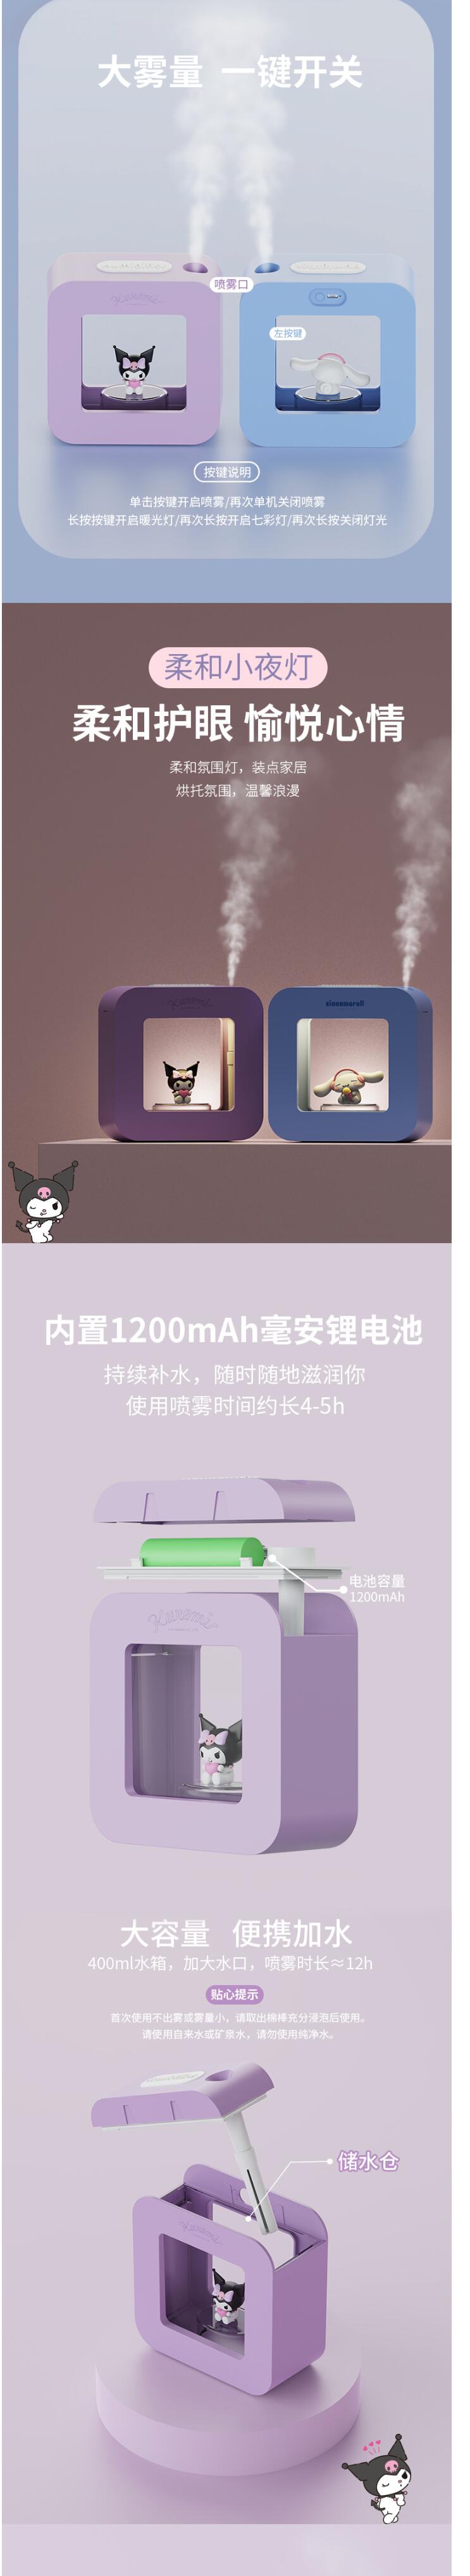 大雾量 一键开关
喷雾口
Kuromi
左按键
按键说明
单击按键开启喷雾/再次单机关闭喷雾
长按按键开启暖光灯/再次长按开启七彩灯/再次长按关闭灯光
柔和小夜灯
柔和护眼 愉悦心情
柔和氛围灯，装点家居
烘托氛围，温馨浪漫
Kuromi
cinnamoroll
内置1200mAh毫安锂电池
持续补水，随时随地滋润你
使用喷雾时间约长4-5h
电池容量
1200mAh
Kuromi
大容量 便携加水
400ml水箱，加大水口，喷雾时长≈12h
贴心提示
首次使用不出雾或雾量小，请取出棉棒充分浸泡后使用。
请使用自来水或矿泉水，请勿使用纯净水。
储水仓
Kuromi